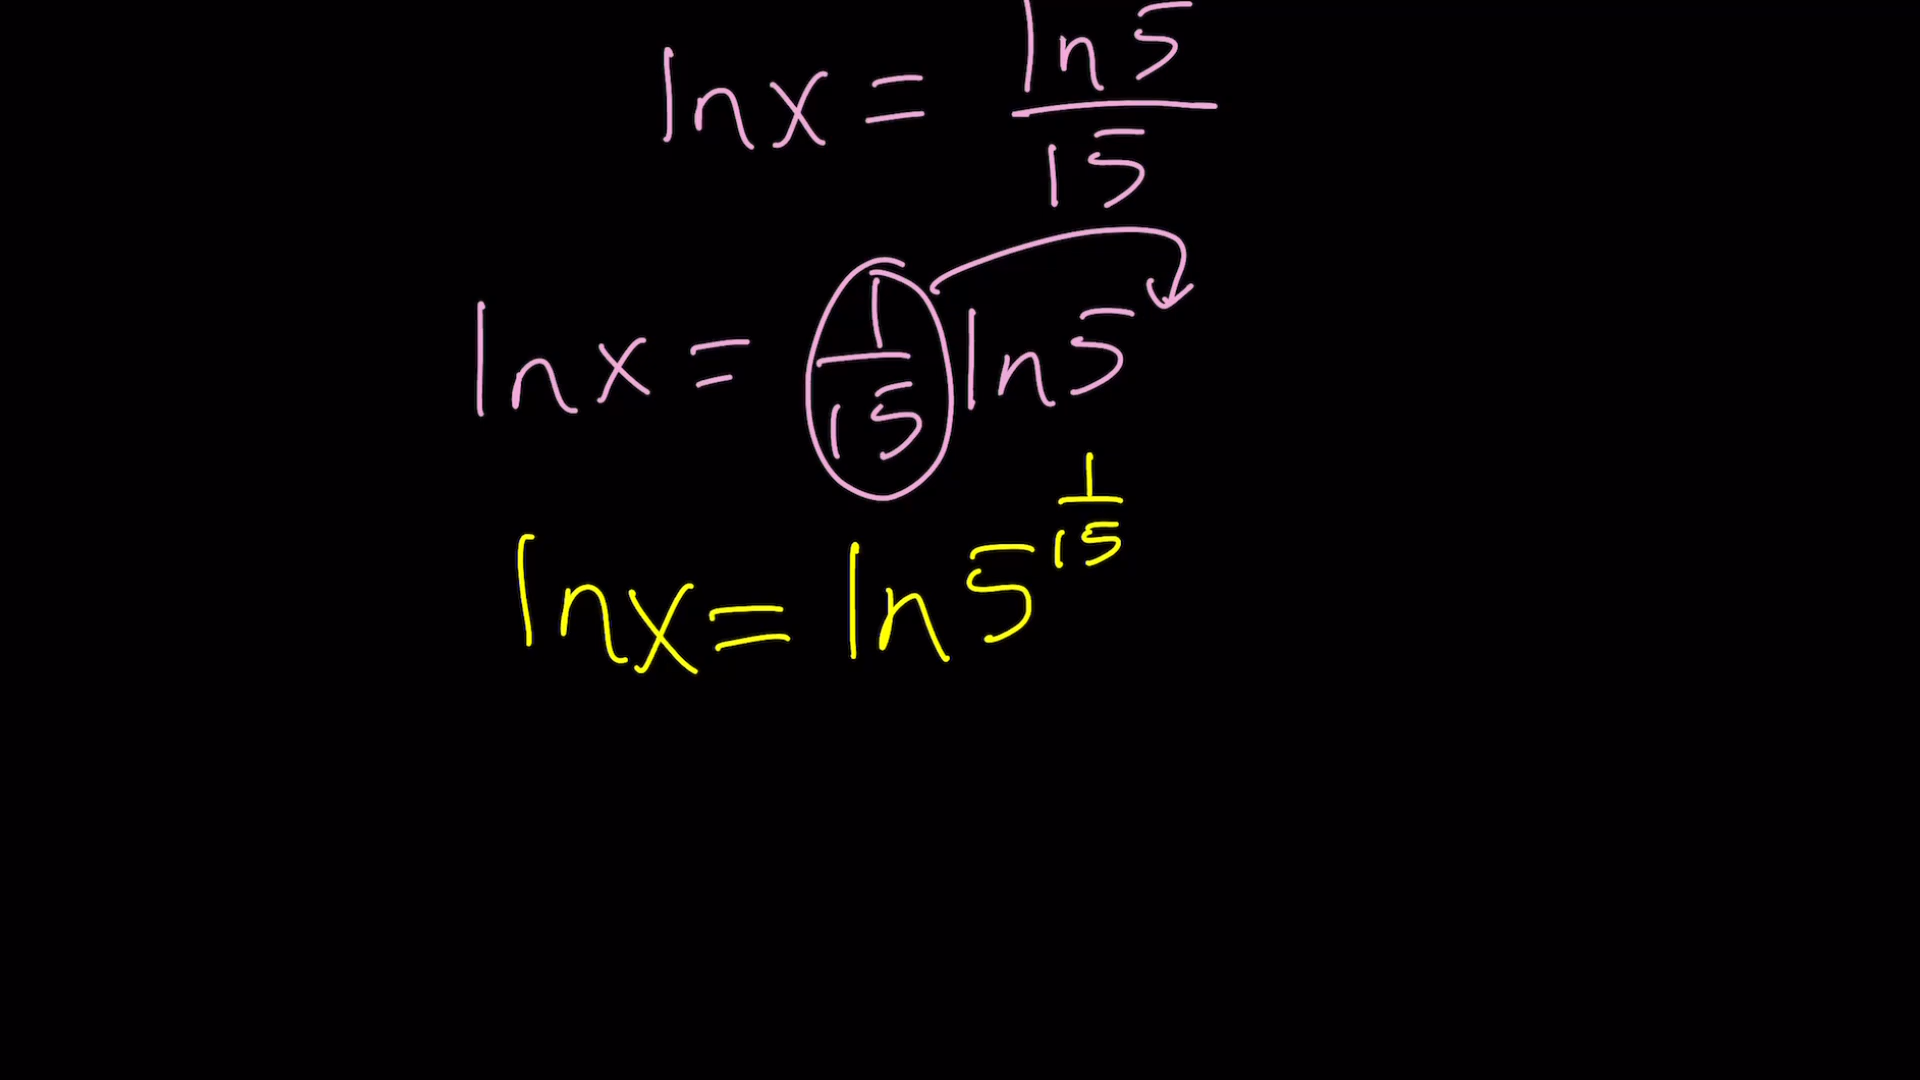 ln x = ln 5 / 15
ln x = 1/15 ln 5
ln x = ln 5^(1/15)